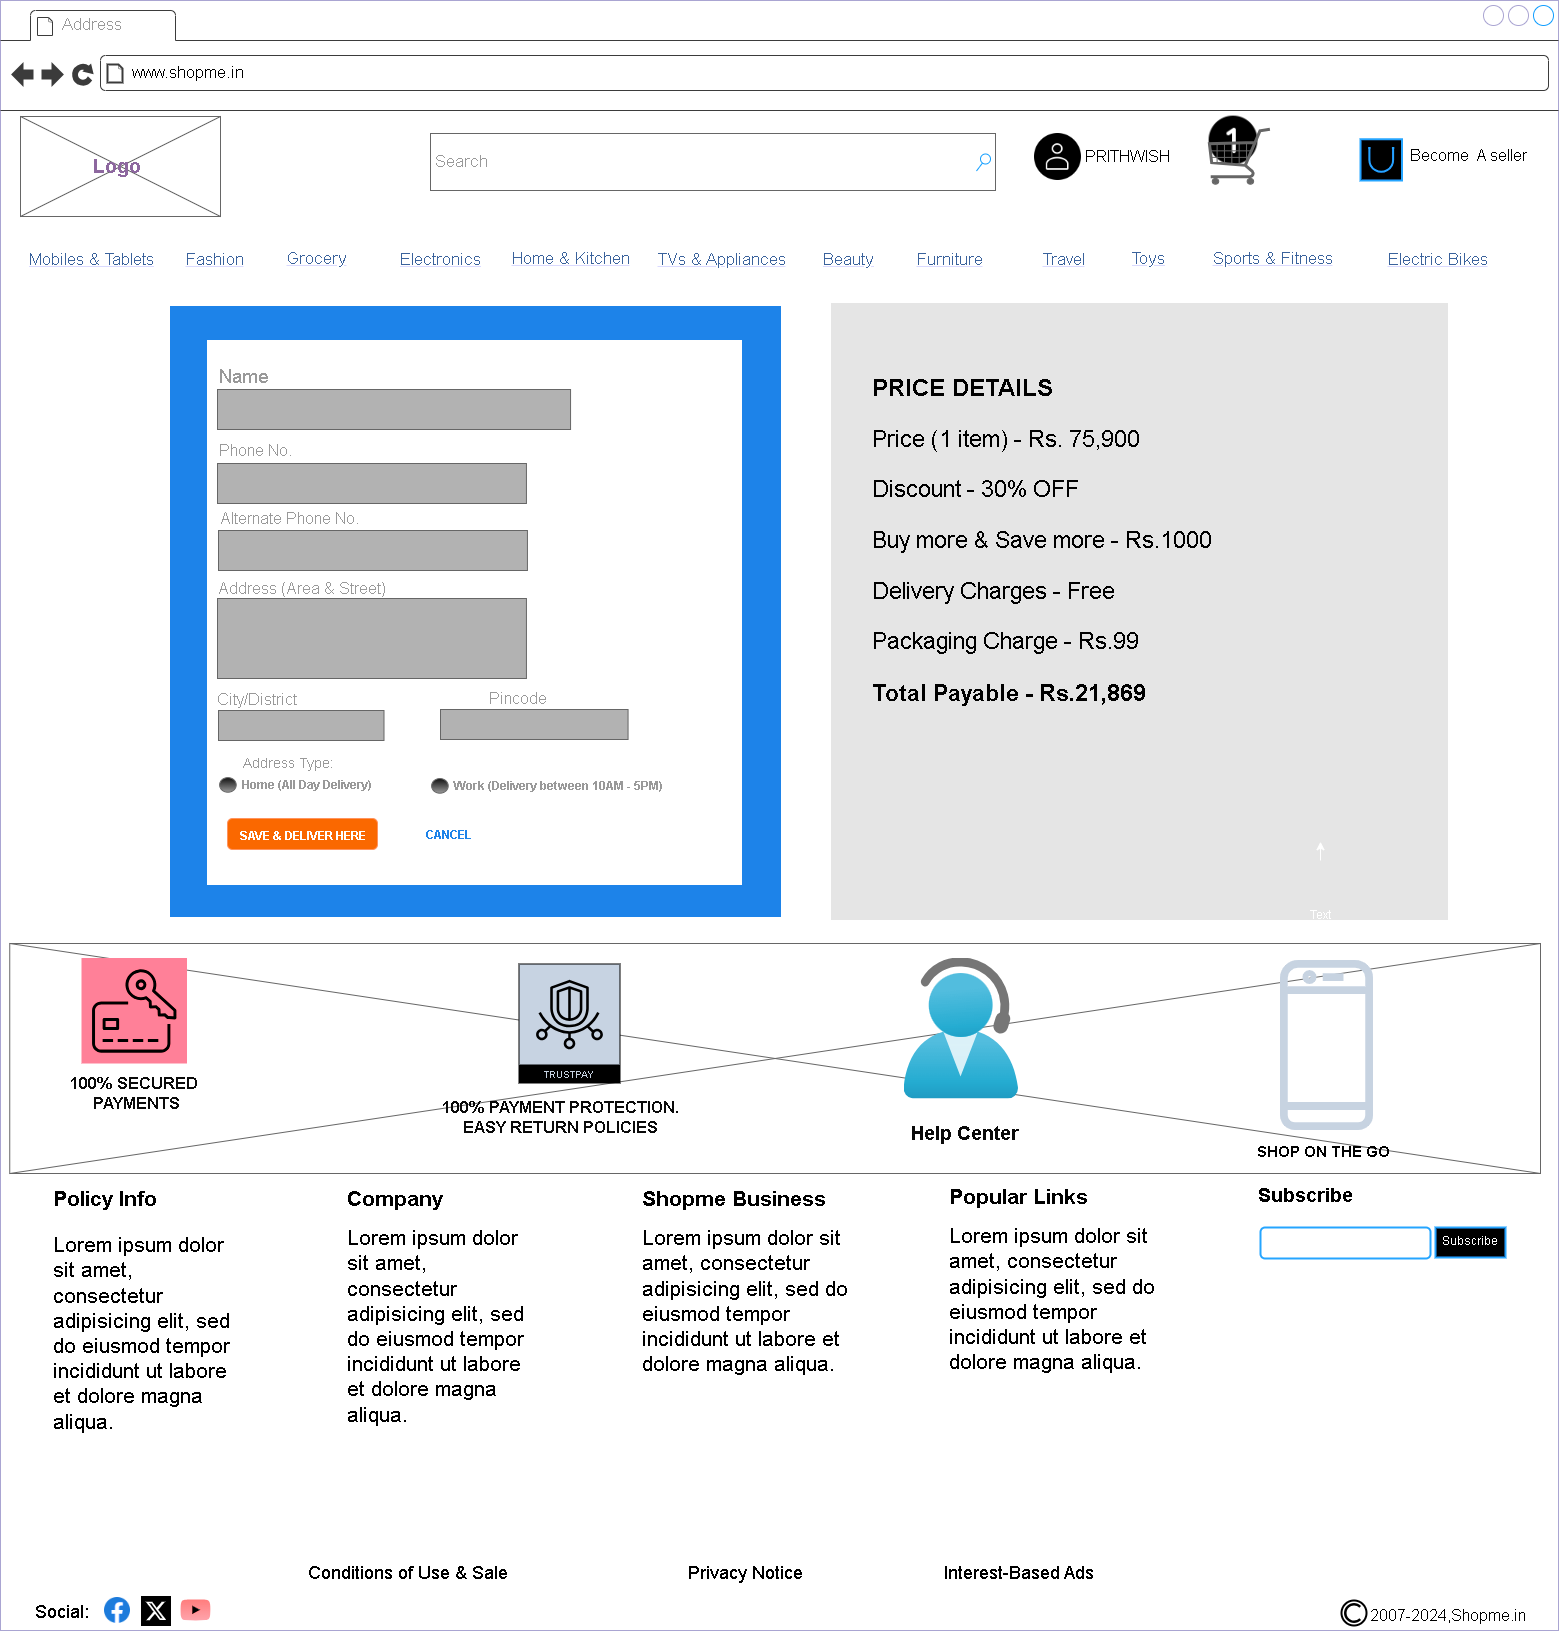 Address
www.shopme.in
Logo
Search
PRITHWISH
1
Become  A seller
Mobiles & Tablets
Fashion
Grocery
Electronics
Home & Kitchen
TVs & Appliances
Beauty
Furniture
Travel
Toys
Sports & Fitness
Electric Bikes
Name
Phone No.
Alternate Phone No.
Address (Area & Street)
City/District
Pincode
Address Type:
Home (All Day Delivery)
Work (Delivery between 10AM - 5PM)
SAVE & DELIVER HERE
CANCEL
PRICE DETAILS
Price (1 item) - Rs. 75,900
Discount - 30% OFF
Buy more & Save more - Rs.1000
Delivery Charges - Free
Packaging Charge - Rs.99
Total Payable - Rs.21,869
Text
100% SECURED
PAYMENTS
TRUSTPAY
100% PAYMENT PROTECTION.
EASY RETURN POLICIES
Help Center
SHOP ON THE GO
Policy Info
Lorem ipsum dolor
sit amet,
consectetur
adipisicing elit, sed
do eiusmod tempor
incididunt ut labore
et dolore magna
aliqua.
Company
Lorem ipsum dolor
sit amet,
consectetur
adipisicing elit, sed
do eiusmod tempor
incididunt ut labore
et dolore magna
aliqua.
Shopme Business
Lorem ipsum dolor sit
amet, consectetur
adipisicing elit, sed do
eiusmod tempor
incididunt ut labore et
dolore magna aliqua.
Popular Links
Lorem ipsum dolor sit
amet, consectetur
adipisicing elit, sed do
eiusmod tempor
incididunt ut labore et
dolore magna aliqua.
Subscribe
Subscribe
Conditions of Use & Sale
Privacy Notice
Interest-Based Ads
Social:
© 2007-2024,Shopme.in